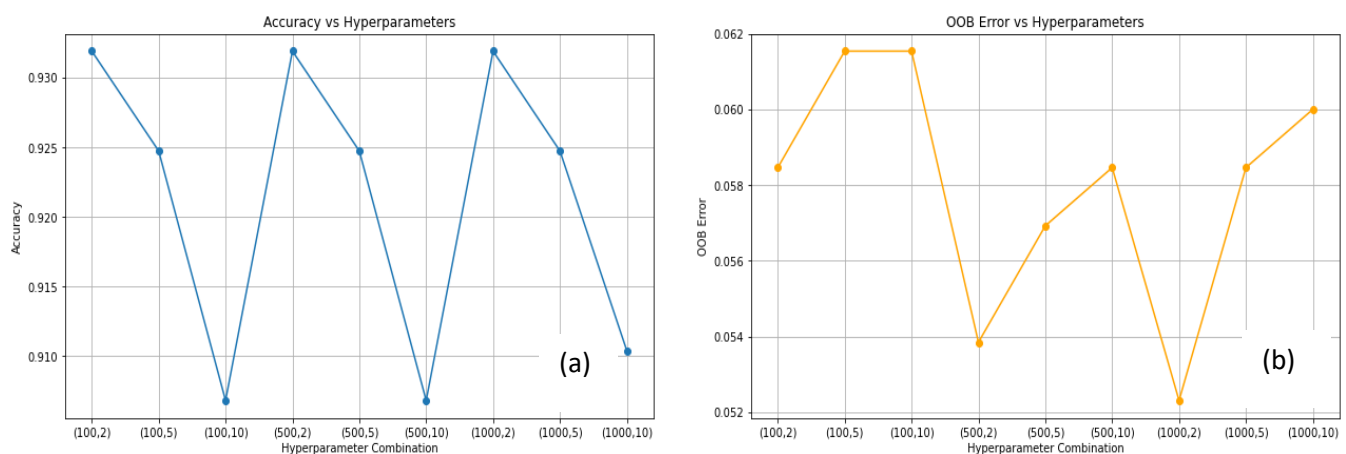 Accuracy vs Hyperparameters
0.930
0.925
0.920
0.915
0.910
Accuracy
(a)
(100,2) (100,5) (100,10) (500,2) (500,5) (500,10) (1000,2) (1000,5) (1000,10)
Hyperparameter Combination
OOB Error vs Hyperparameters
0.062
0.060
0.058
0.056
0.054
0.052
OOB Error
(b)
(100,2) (100,5) (100,10) (500,2) (500,5) (500,10) (1000,2) (1000,5) (1000,10)
Hyperparameter Combination